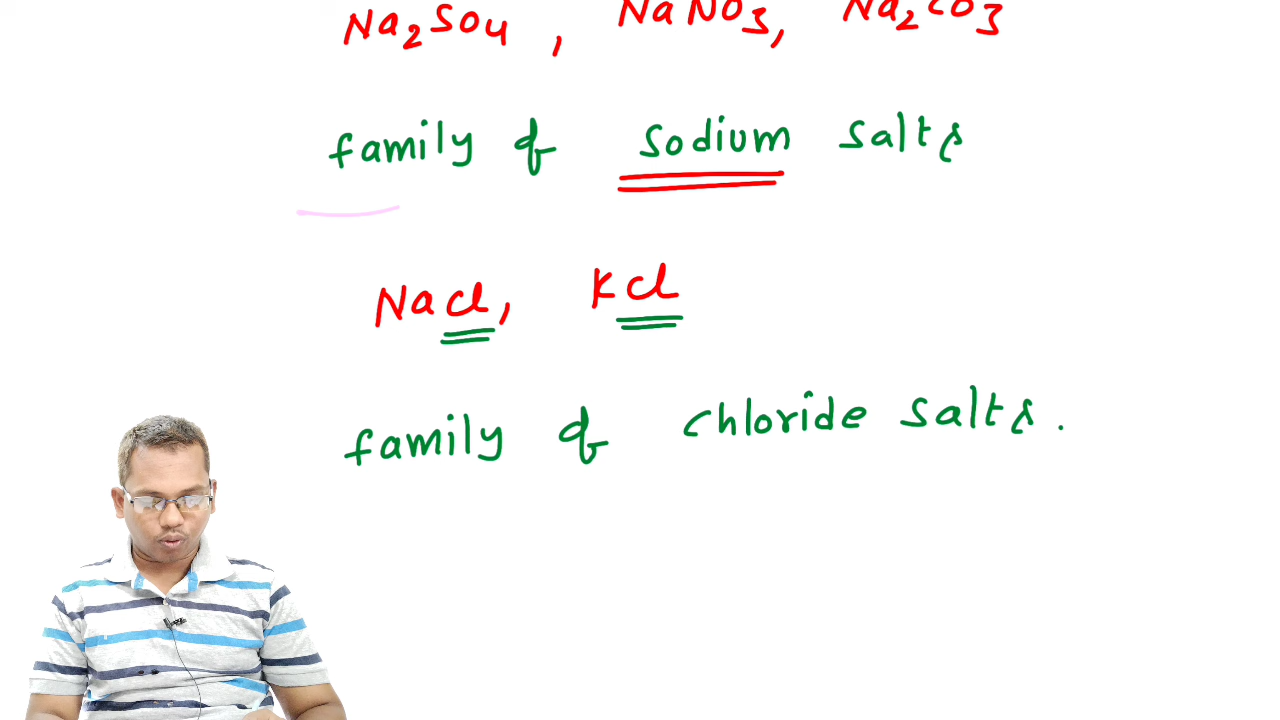 Na₂SO₄, NaNO₃, Na₂CO₃
family of sodium salts
NaCl, KCl
family of chloride salts.